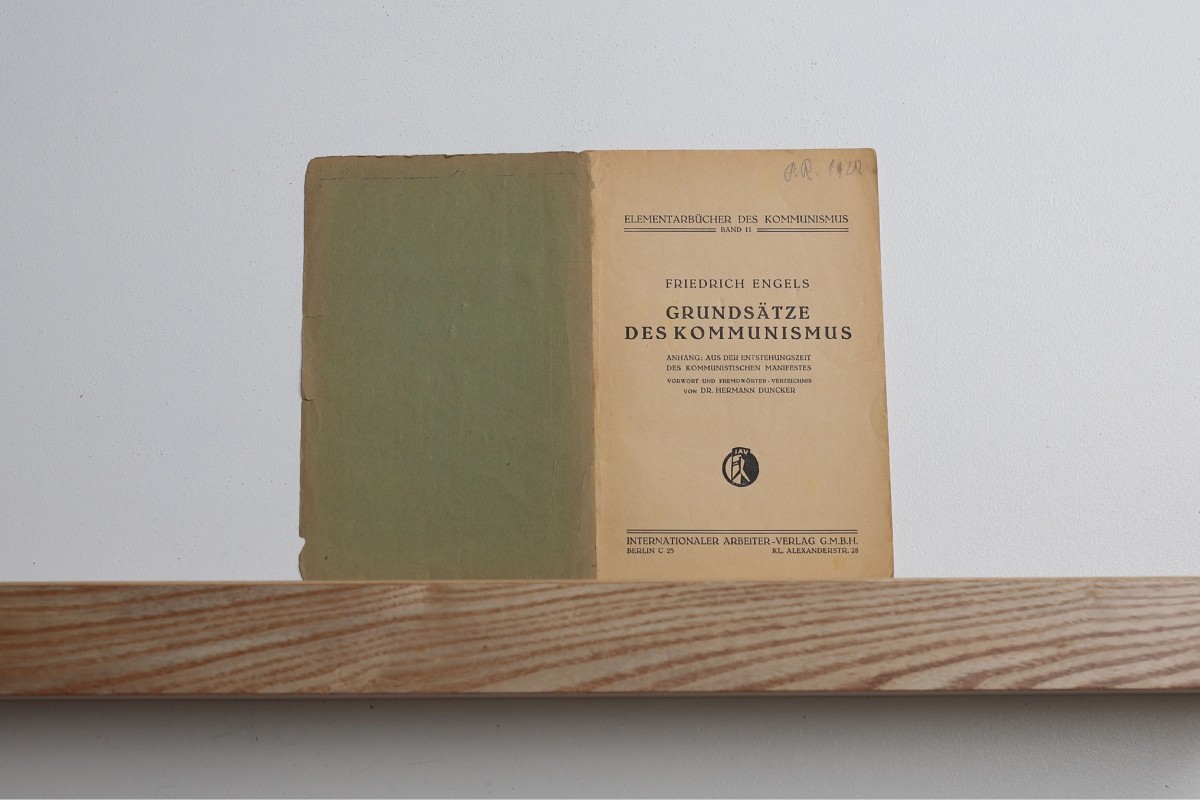 P.R.
ELEMENTARBÜCHER DES KOMMUNISMUS
BAND 11
FRIEDRICH ENGELS
GRUNDSÄTZE
DES KOMMUNISMUS
ANHANG: AUS DER ENTSTEHUNGSZEIT
DES KOMMUNISTISCHEN MANIFESTES
VORWORT UND FREMDWÖRTER-VERZEICHNIS
VON DR. HERMANN DUNCKER
IAV
INTERNATIONALER ARBEITER-VERLAG G.M.B.H.
BERLIN C 25 KL. ALEXANDERSTR. 28